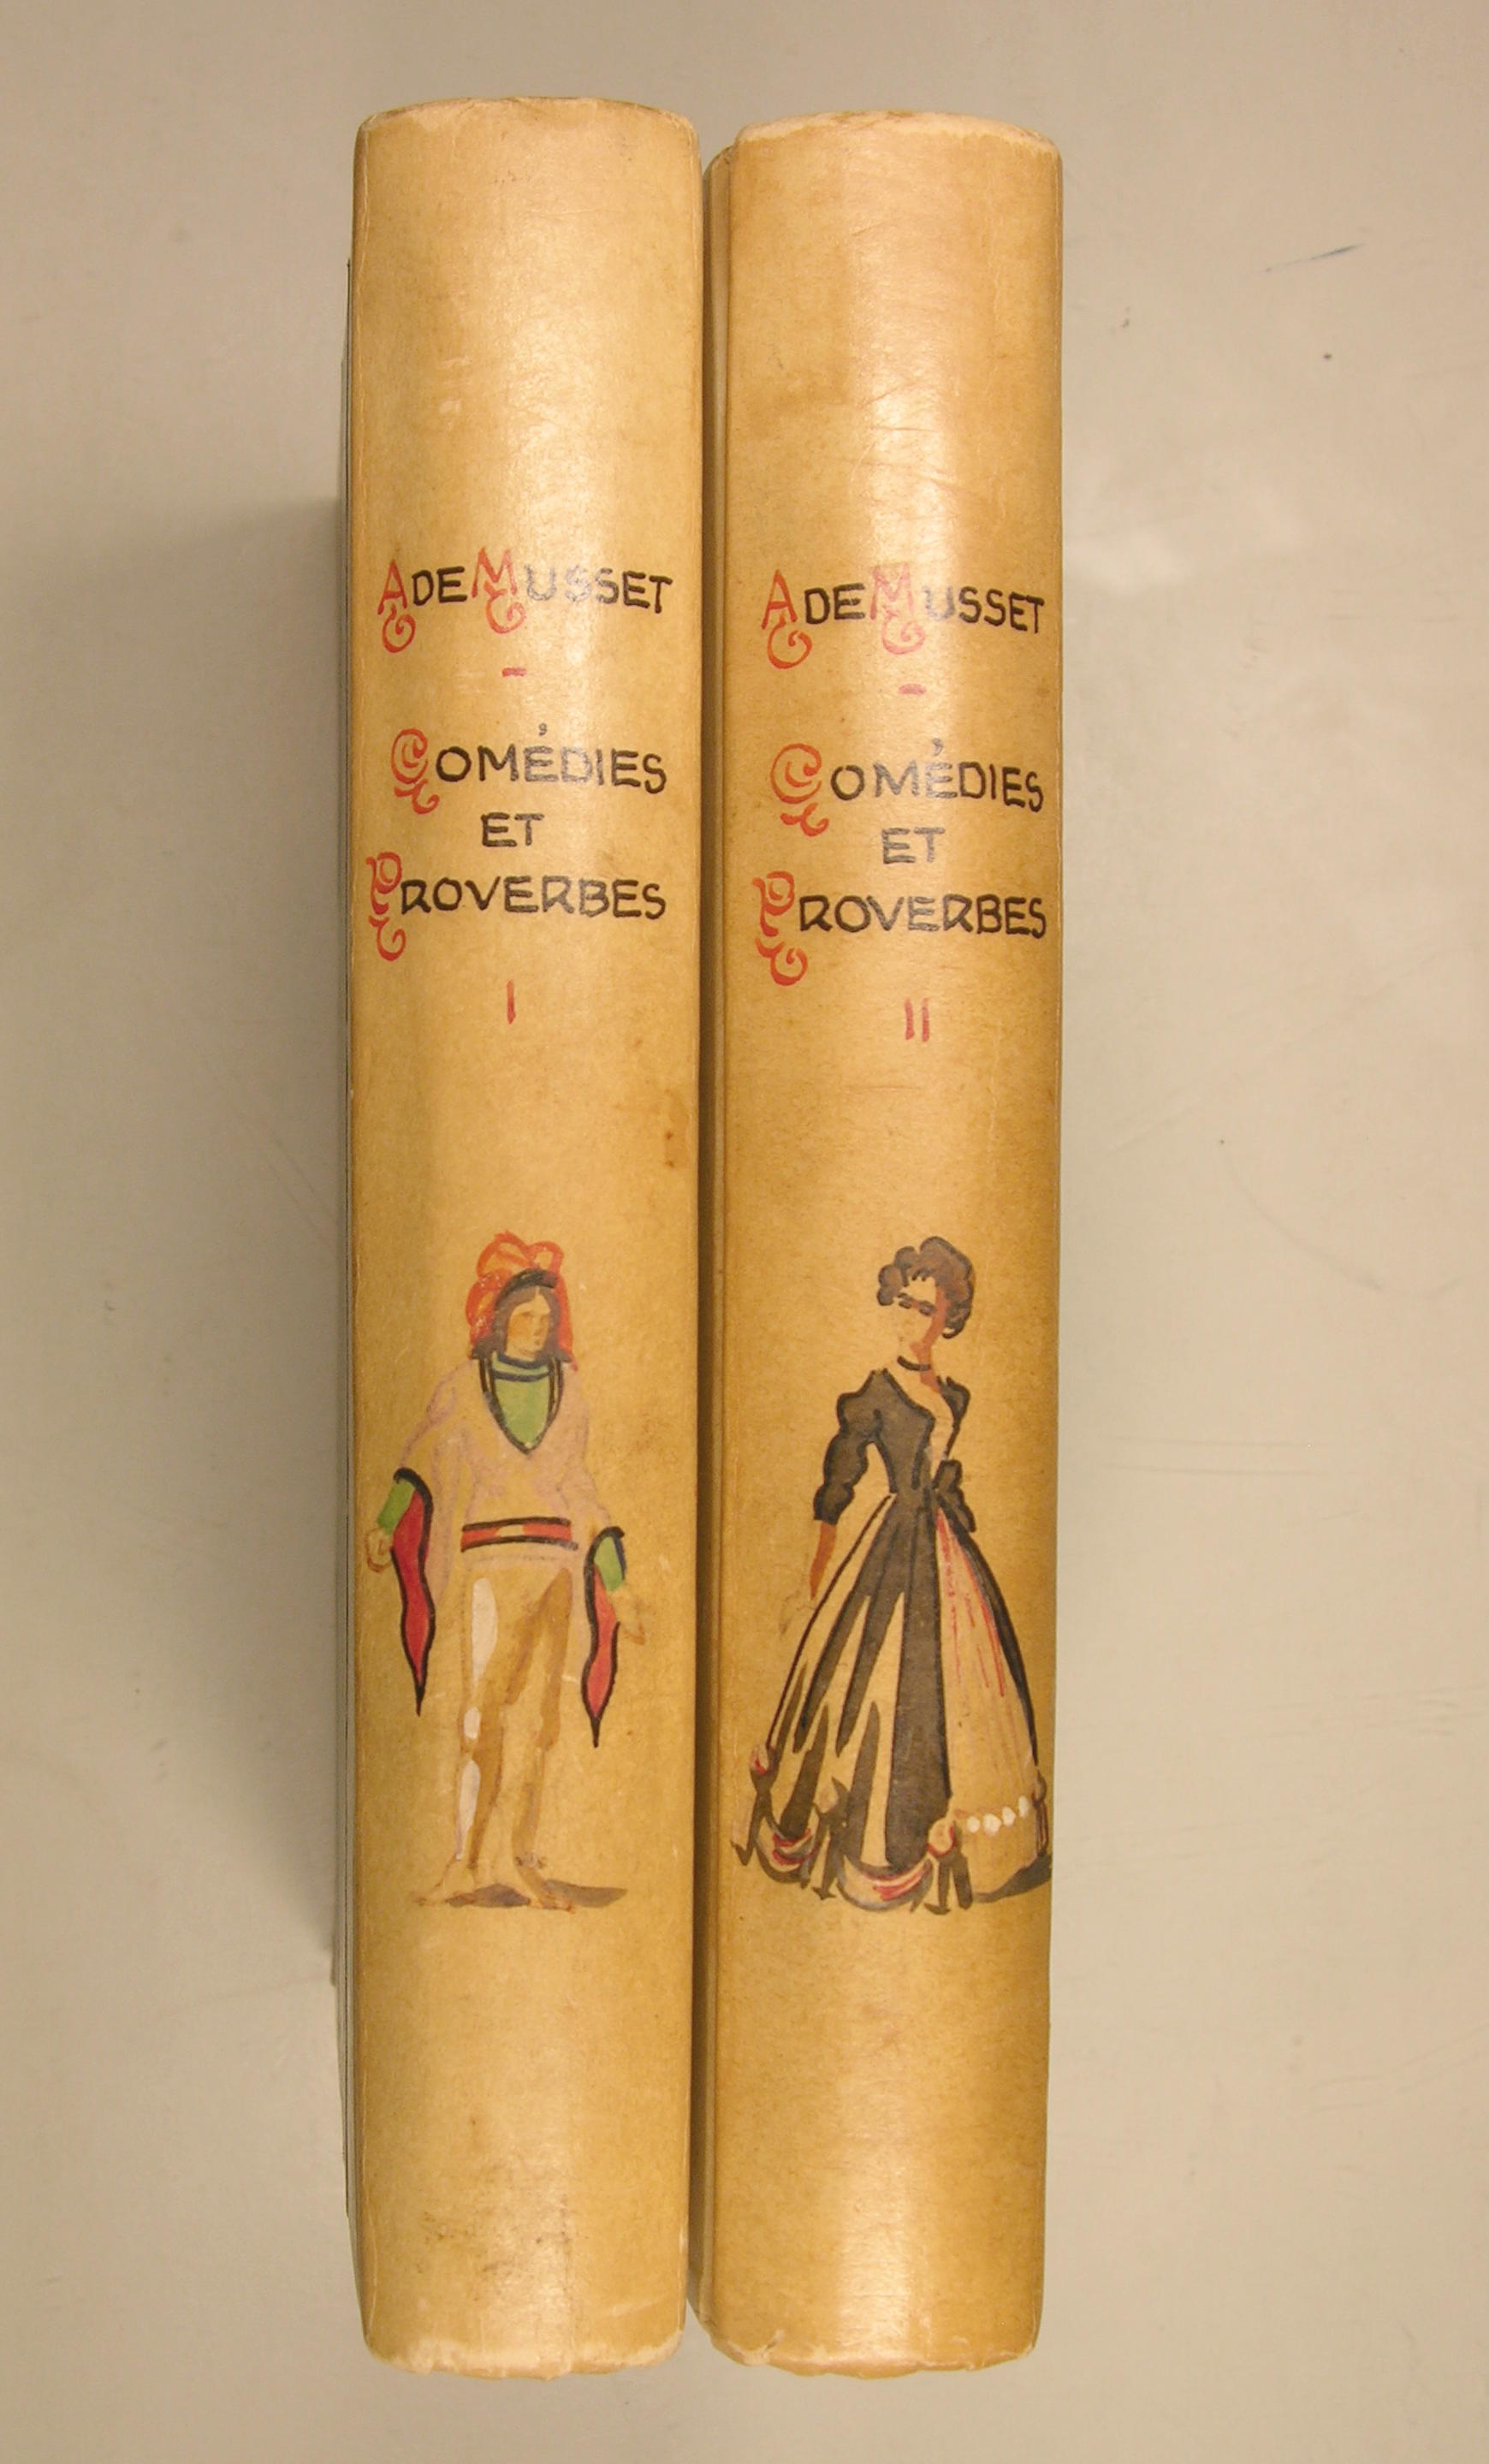 A DE MUSSET
-
COMÉDIES
ET
PROVERBES
I
A DE MUSSET
-
COMÉDIES
ET
PROVERBES
II